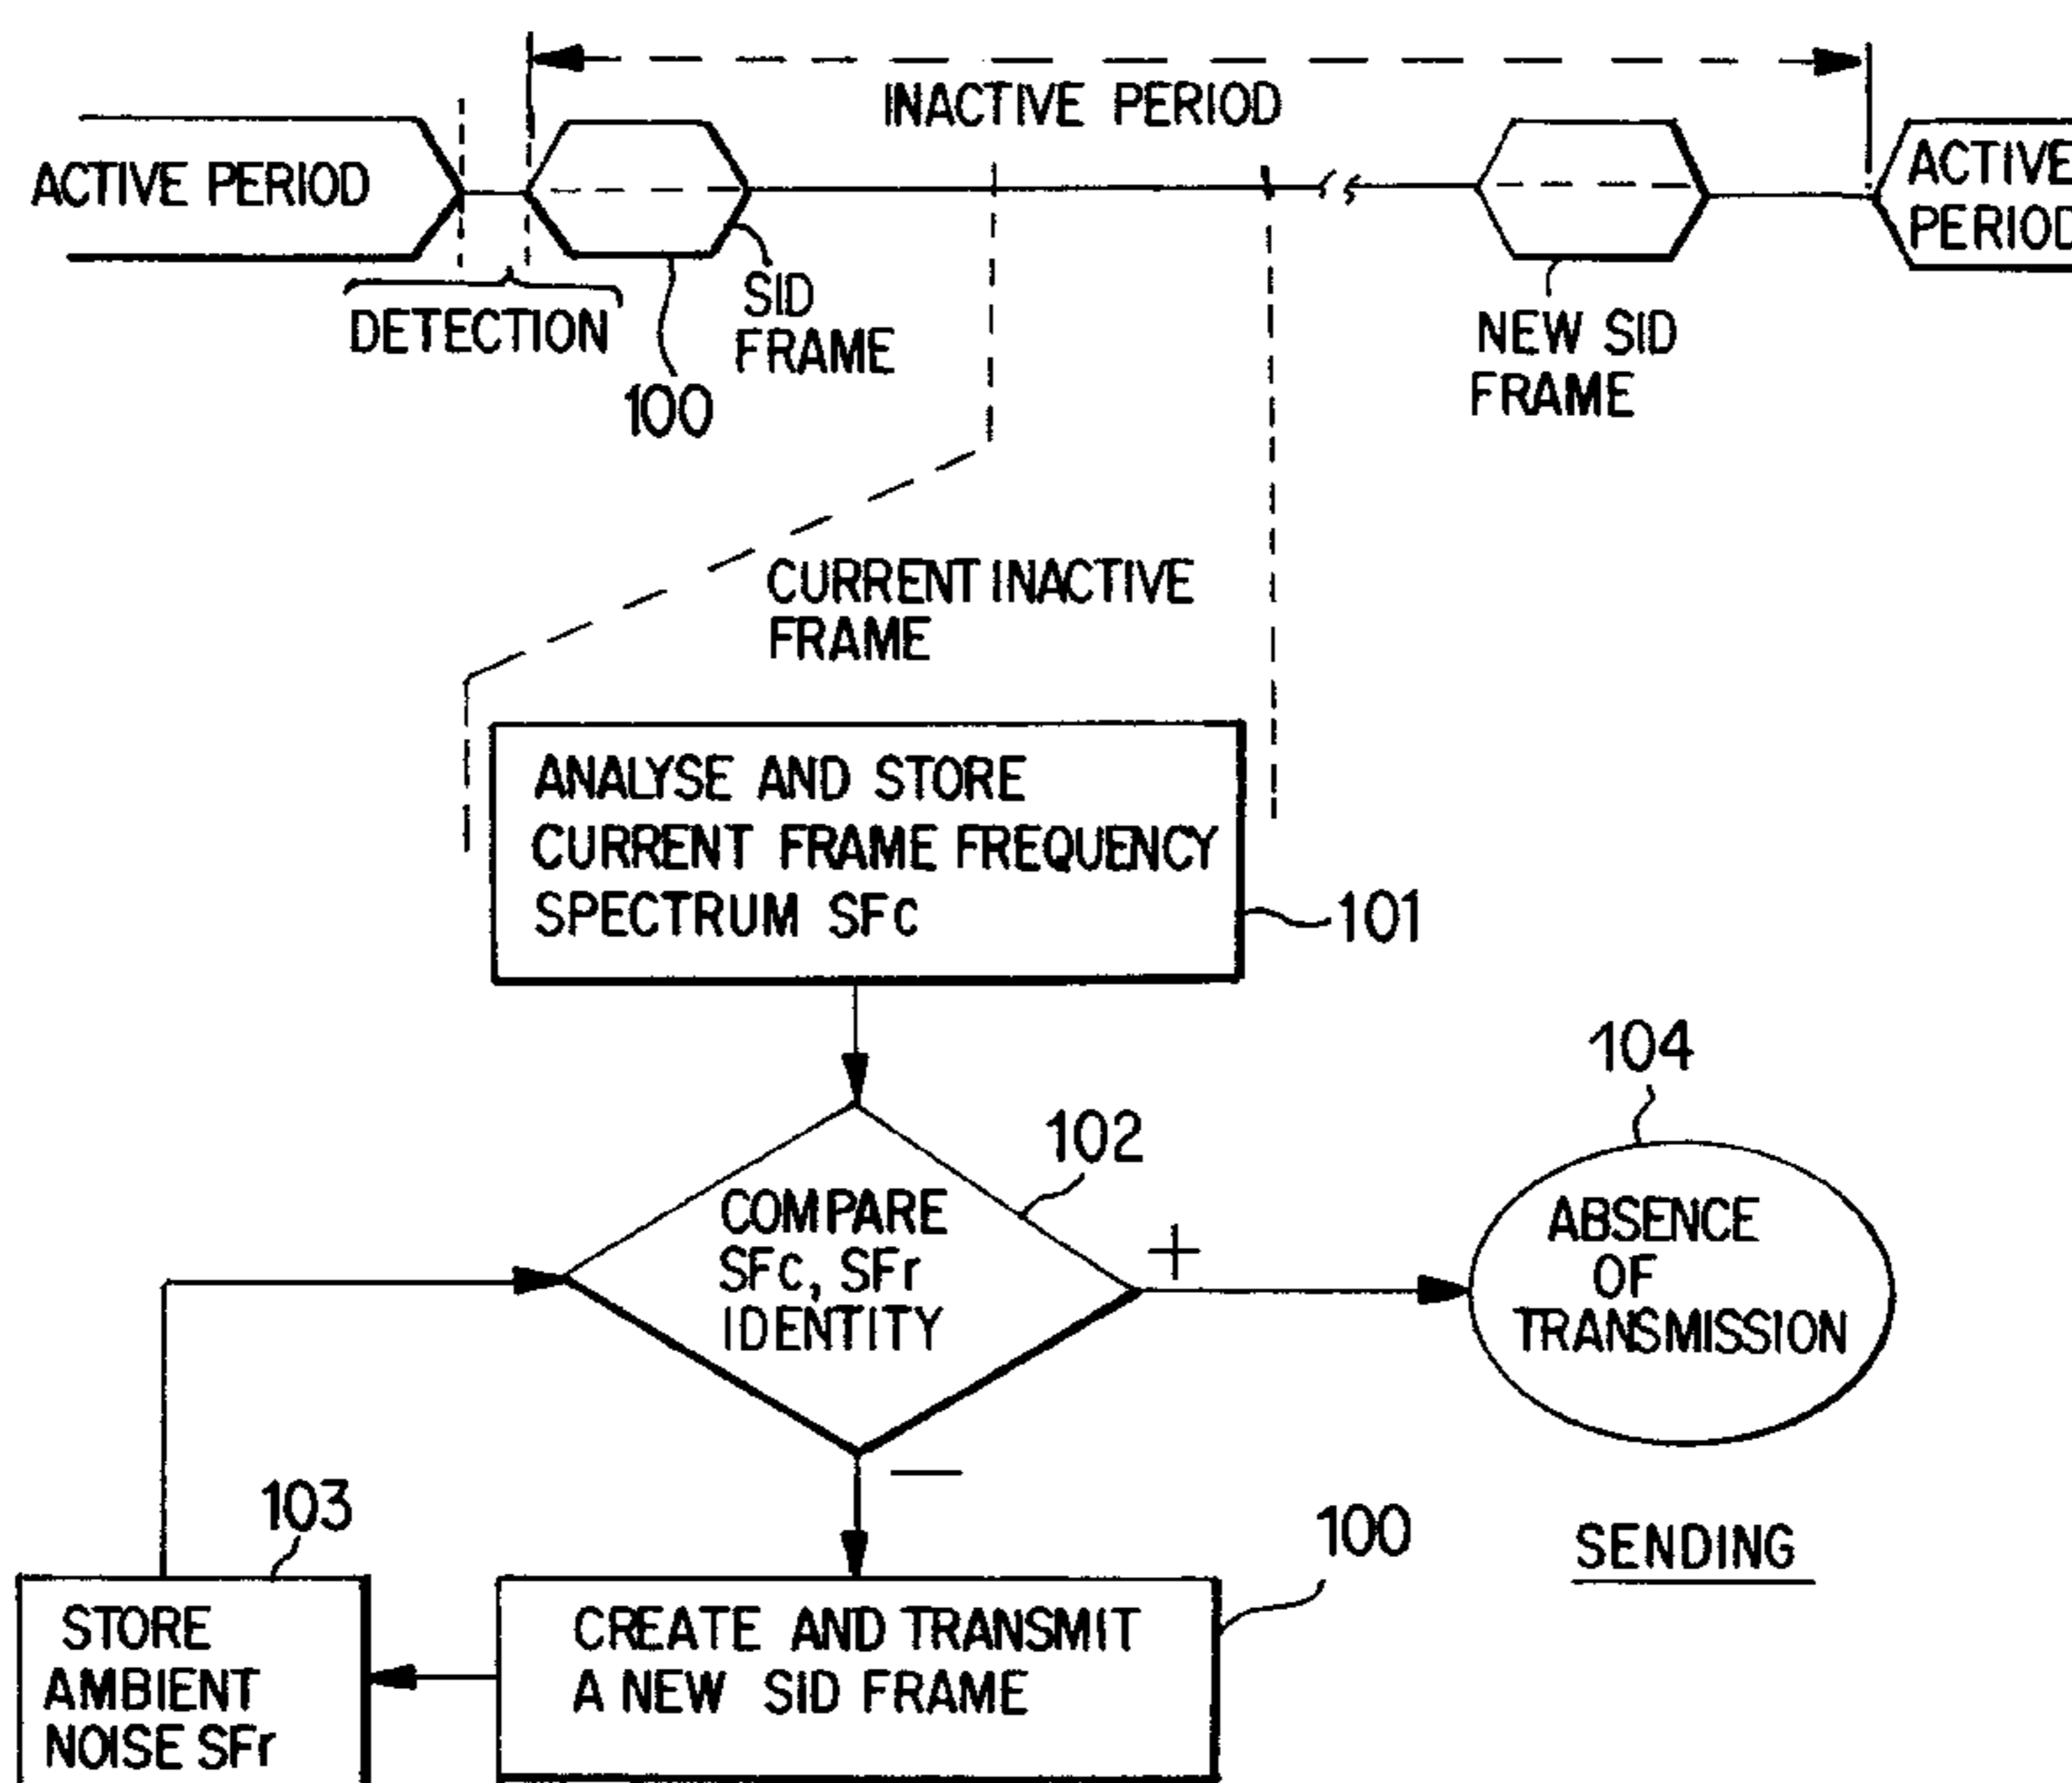 INACTIVE PERIOD
ACTIVE PERIOD
ACTIVE
PERIOD
DETECTION
SID
FRAME
100
NEW SID
FRAME
CURRENT INACTIVE
FRAME
ANALYSE AND STORE
CURRENT FRAME FREQUENCY
SPECTRUM SFc
101
104
102
COMPARE
SFc, SFr
IDENTITY
+
ABSENCE
OF
TRANSMISSION
—
103
100
SENDING
STORE
AMBIENT
NOISE SFr
CREATE AND TRANSMIT
A NEW SID FRAME